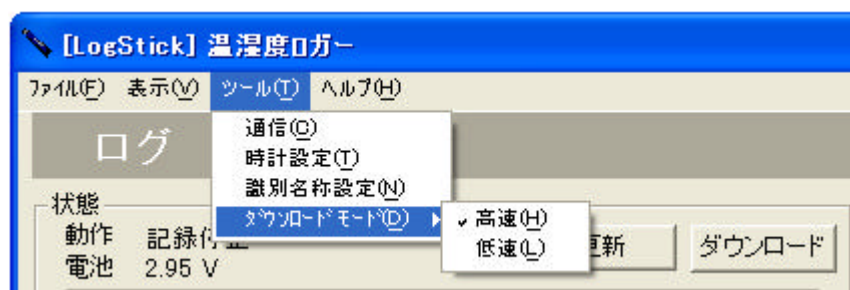 [LogStick] 温湿度ロガー
ﾌｧｲﾙ(F) 表示(V) ツール(T) ヘルプ(H)
ログ
通信(C)
時計設定(T)
識別名称設定(N)
ﾀﾞｳﾝﾛｰﾄﾞﾓｰﾄﾞ(D)
高速(H)
低速(L)
状態
動作 記録停止
電池 2.95 V
更新 ダウンロード